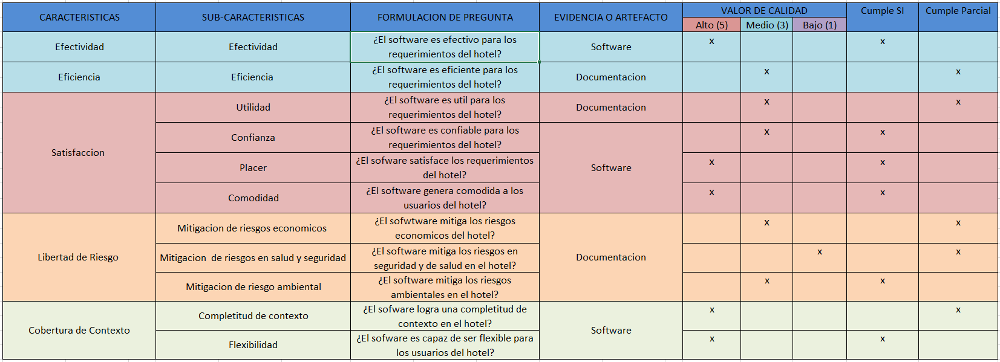 CARACTERISTICAS SUB-CARACTERISTICAS FORMULACION DE PREGUNTA EVIDENCIA O ARTEFACTO VALOR DE CALIDAD Cumple SI Cumple Parcial
Alto (5) Medio (3) Bajo (1)
Efectividad Efectividad ¿El software es efectivo para los
requerimientos del hotel? Software x x
Eficiencia Eficiencia ¿El software es eficiente para los
requerimientos del hotel? Documentacion x x
Satisfaccion
Utilidad ¿El software es util para los
requerimientos del hotel? Documentacion x x
Confianza ¿El software es confiable para los
requerimientos del hotel? x x
Software
Placer ¿El sofware satisface los requerimientos
del hotel? x x
Comodidad ¿El software genera comodida a los
usuarios del hotel? x x
Libertad de Riesgo
Mitigacion de riesgos economicos ¿El sofwtware mitiga los riesgos
economicos del hotel? x x
Documentacion
Mitigacion  de riesgos en salud y seguridad ¿El software mitiga los riesgos en
seguridad y de salud en el hotel? x x
Mitigacion de riesgo ambiental ¿El software mitiga los riesgos
ambientales en el hotel? x x
Cobertura de Contexto
Completitud de contexto ¿El sofware logra una completitud de
contexto en el hotel? x x
Software
Flexibilidad ¿El sofware es capaz de ser flexible para
los usuarios del hotel? x x